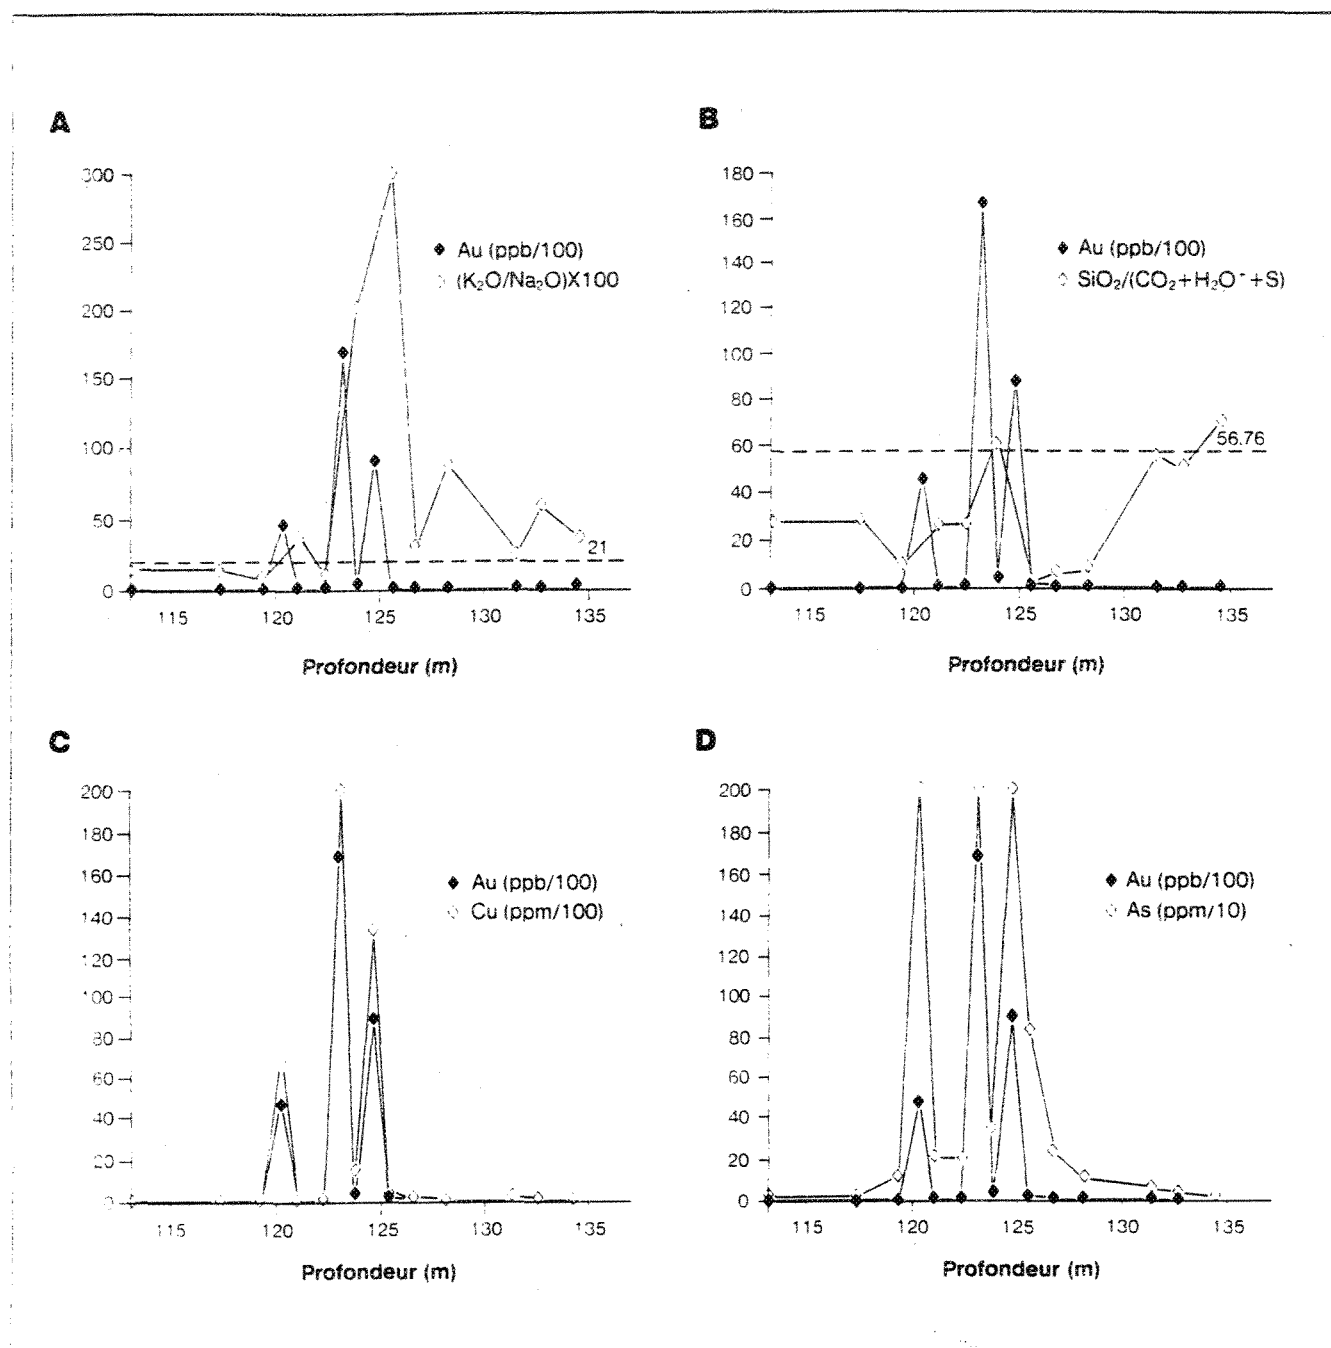 A
300
250
200
150
100
50
0
Au (ppb/100)
(K₂O/Na₂O)X100
21
115 120 125 130 135
Profondeur (m)
B
180
160
140
120
100
80
60
40
20
0
Au (ppb/100)
SiO₂/(CO₂+H₂O⁺+S)
56.76
115 120 125 130 135
Profondeur (m)
C
200
180
160
140
120
100
80
60
40
20
0
Au (ppb/100)
Cu (ppm/100)
115 120 125 130 135
Profondeur (m)
D
200
180
160
140
120
100
80
60
40
20
0
Au (ppb/100)
As (ppm/10)
115 120 125 130 135
Profondeur (m)